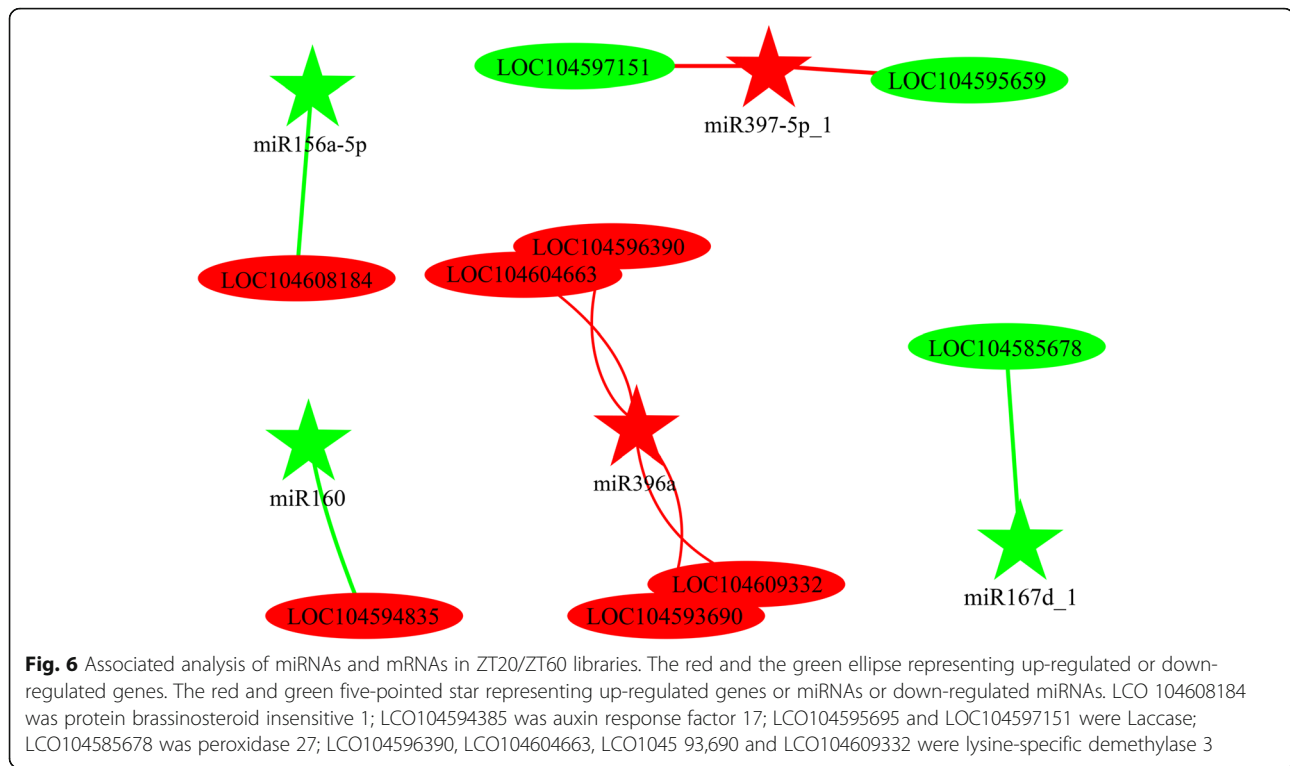 LOC104597151
LOC104595659
miR397-5p_1
miR156a-5p
LOC104608184
LOC104596390
LOC104604663
LOC104585678
miR160
miR396a
miR167d_1
LOC104594835
LOC104609332
LOC104593690
Fig. 6 Associated analysis of miRNAs and mRNAs in ZT20/ZT60 libraries. The red and the green ellipse representing up-regulated or down-
regulated genes. The red and green five-pointed star representing up-regulated genes or miRNAs or down-regulated miRNAs. LCO 104608184
was protein brassinosteroid insensitive 1; LCO104594385 was auxin response factor 17; LCO104595695 and LOC104597151 were Laccase;
LCO104585678 was peroxidase 27; LCO104596390, LCO104604663, LCO1045 93,690 and LCO104609332 were lysine-specific demethylase 3